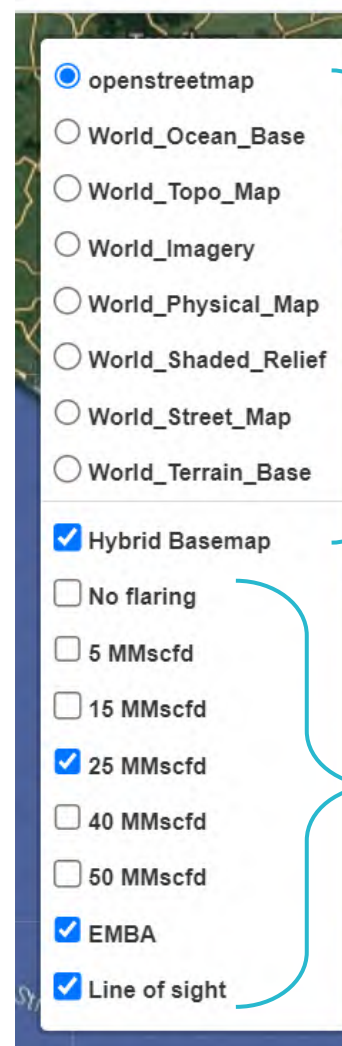 openstreetmap
World_Ocean_Base
World_Topo_Map
World_Imagery
World_Physical_Map
World_Shaded_Relief
World_Street_Map
World_Terrain_Base
Hybrid Basemap
No flaring
5 MMscfd
15 MMscfd
25 MMscfd
40 MMscfd
50 MMscfd
EMBA
Line of sight